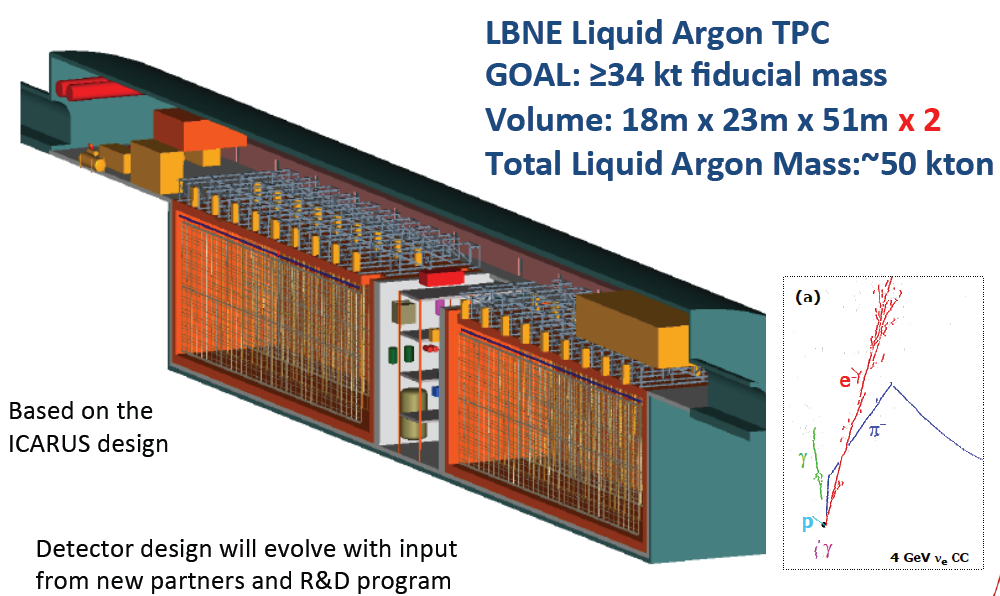 LBNE Liquid Argon TPC
GOAL: ≥34 kt fiducial mass
Volume: 18m x 23m x 51m x 2
Total Liquid Argon Mass:~50 kton
(a)
e⁻
π⁻
γ
p
γ
4 GeV νe CC
Based on the
ICARUS design
Detector design will evolve with input
from new partners and R&D program